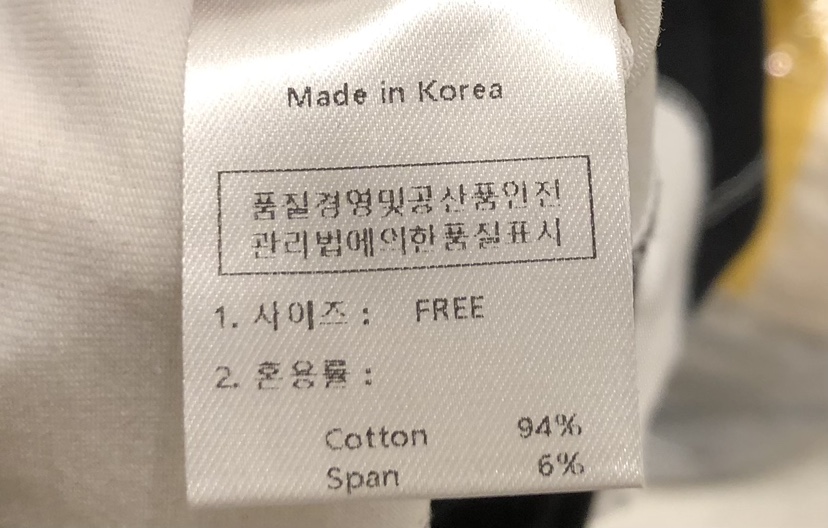 Made in Korea
품질경영및공산품안전
관리법에의한품질표시
1. 사이즈 : FREE
2. 혼용률 :
Cotton 94%
Span 6%